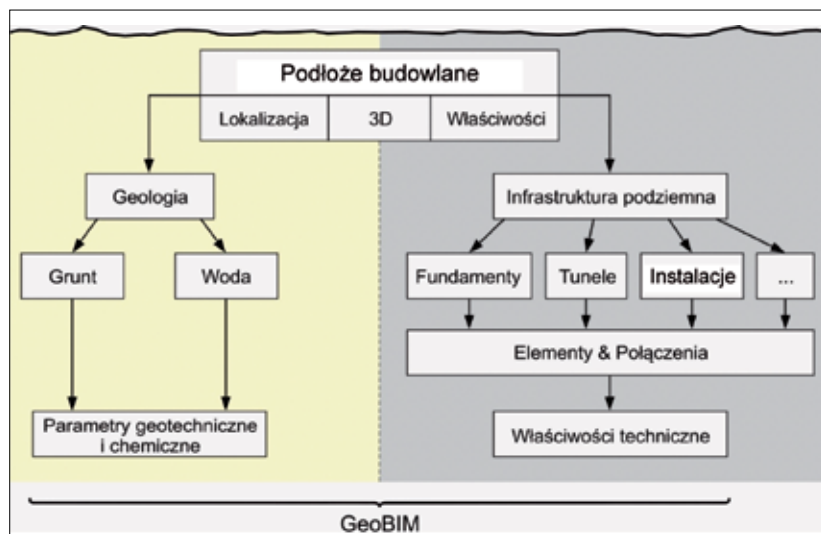 Podłoże budowlane
Lokalizacja 3D Właściwości
Geologia
Infrastruktura podziemna
Grunt
Woda
Fundamenty
Tunele
Instalacje
...
Elementy & Połączenia
Parametry geotechniczne
i chemiczne
Właściwości techniczne
GeoBIM